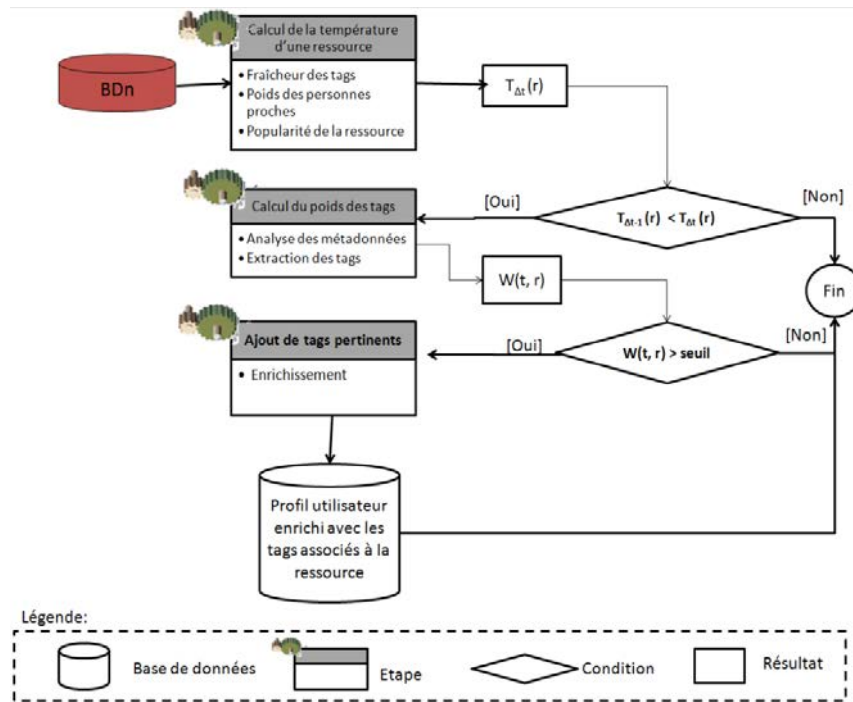 Calcul de la température
d'une ressource
BDn
• Fraîcheur des tags
• Poids des personnes
proches
• Popularité de la ressource
TΔt(r)
Calcul du poids des tags
• Analyse des métadonnées
• Extraction des tags
[Oui]
TΔt-1(r) < TΔt(r)
[Non]
W(t, r)
Fin
Ajout de tags pertinents
• Enrichissement
[Oui]
W(t, r) > seuil
[Non]
Profil utilisateur
enrichi avec les
tags associés à la
ressource
Légende:
Base de données
Etape
Condition
Résultat